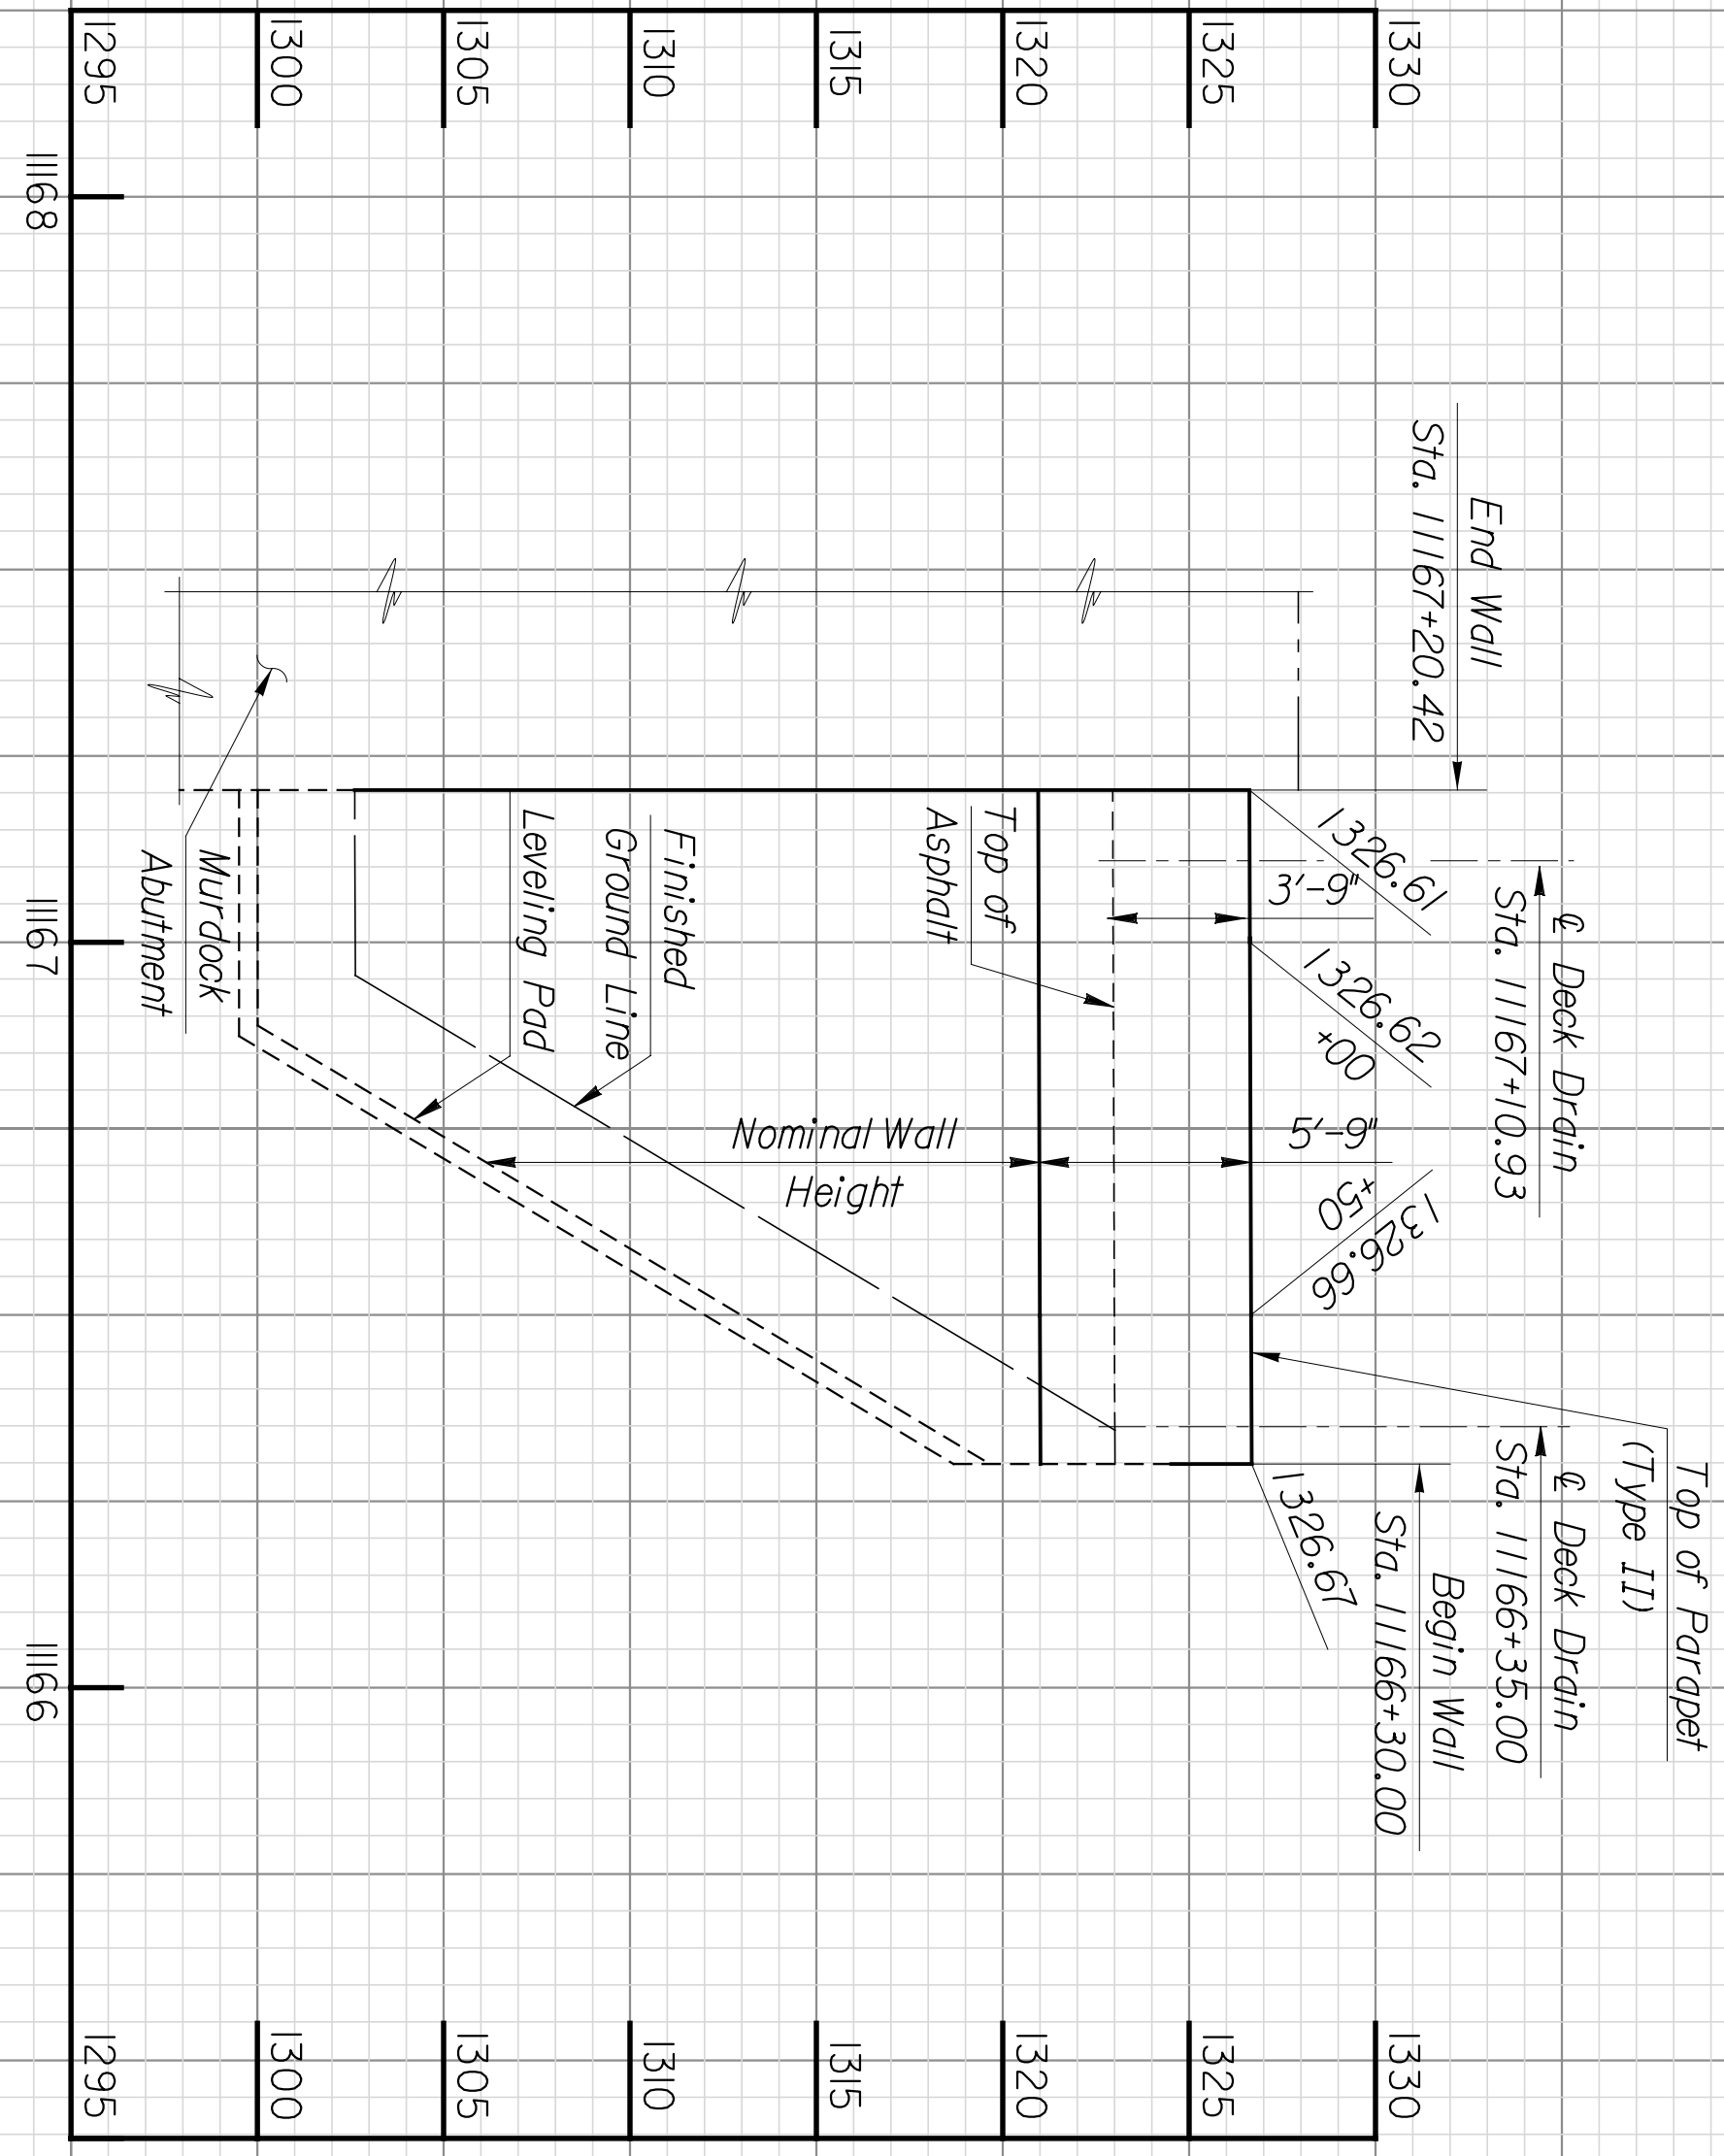 Top of Parapet
(Type II)
℄ Deck Drain
Sta. 11166+35.00
Begin Wall
Sta. 11166+30.00
℄ Deck Drain
Sta. 11167+10.93
End Wall
Sta. 11167+20.42
1326.61
1326.62
+00
1326.66
+50
1326.67
3'-9"
5'-9"
Top of
Asphalt
Nominal Wall
Height
Finished
Ground Line
Leveling Pad
Murdock
Abutment
1330
1325
1320
1315
1310
1305
1300
1295
1330
1325
1320
1315
1310
1305
1300
1295
11168
11167
11166